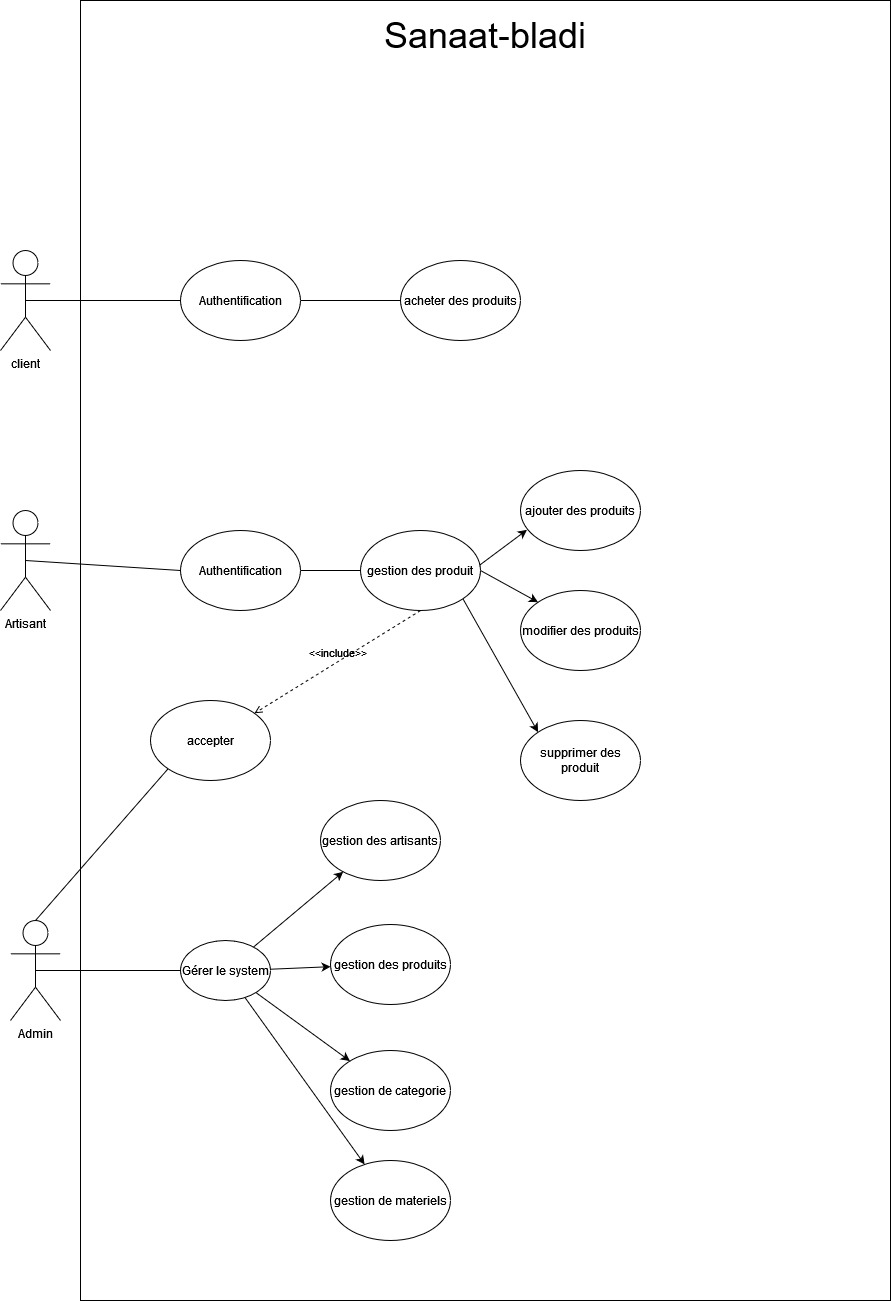 Sanaat-bladi
client
Authentification
acheter des produits
Artisant
Authentification
gestion des produit
ajouter des produits
modifier des produits
supprimer des
produit
<<include>>
accepter
Admin
Gérer le system
gestion des artisants
gestion des produits
gestion de categorie
gestion de materiels